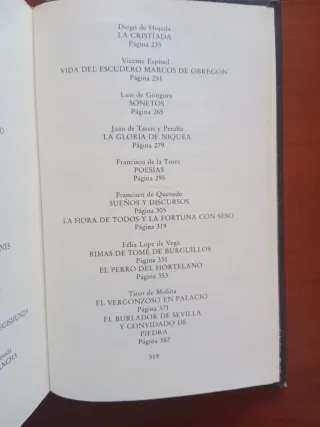 Diego de Hojeda
LA CRISTÍADA
Página 235
Vicente Espinel
VIDA DEL ESCUDERO MARCOS DE OBREGÓN
Página 251
Luis de Góngora
SONETOS
Página 265
Juan de Tassis y Peralta
LA GLORIA DE NIQUEA
Página 279
Francisco de la Torre
POESÍAS
Página 295
Francisco de Quevedo
SUEÑOS Y DISCURSOS
Página 305
LA HORA DE TODOS Y LA FORTUNA CON SESO
Página 319
Félix Lope de Vega
RIMAS DE TOMÉ DE BURGUILLOS
Página 331
EL PERRO DEL HORTELANO
Página 353
Tirso de Molina
EL VERGONZOSO EN PALACIO
Página 371
EL BURLADOR DE SEVILLA
Y CONVIDADO DE
PIEDRA
Página 387
519